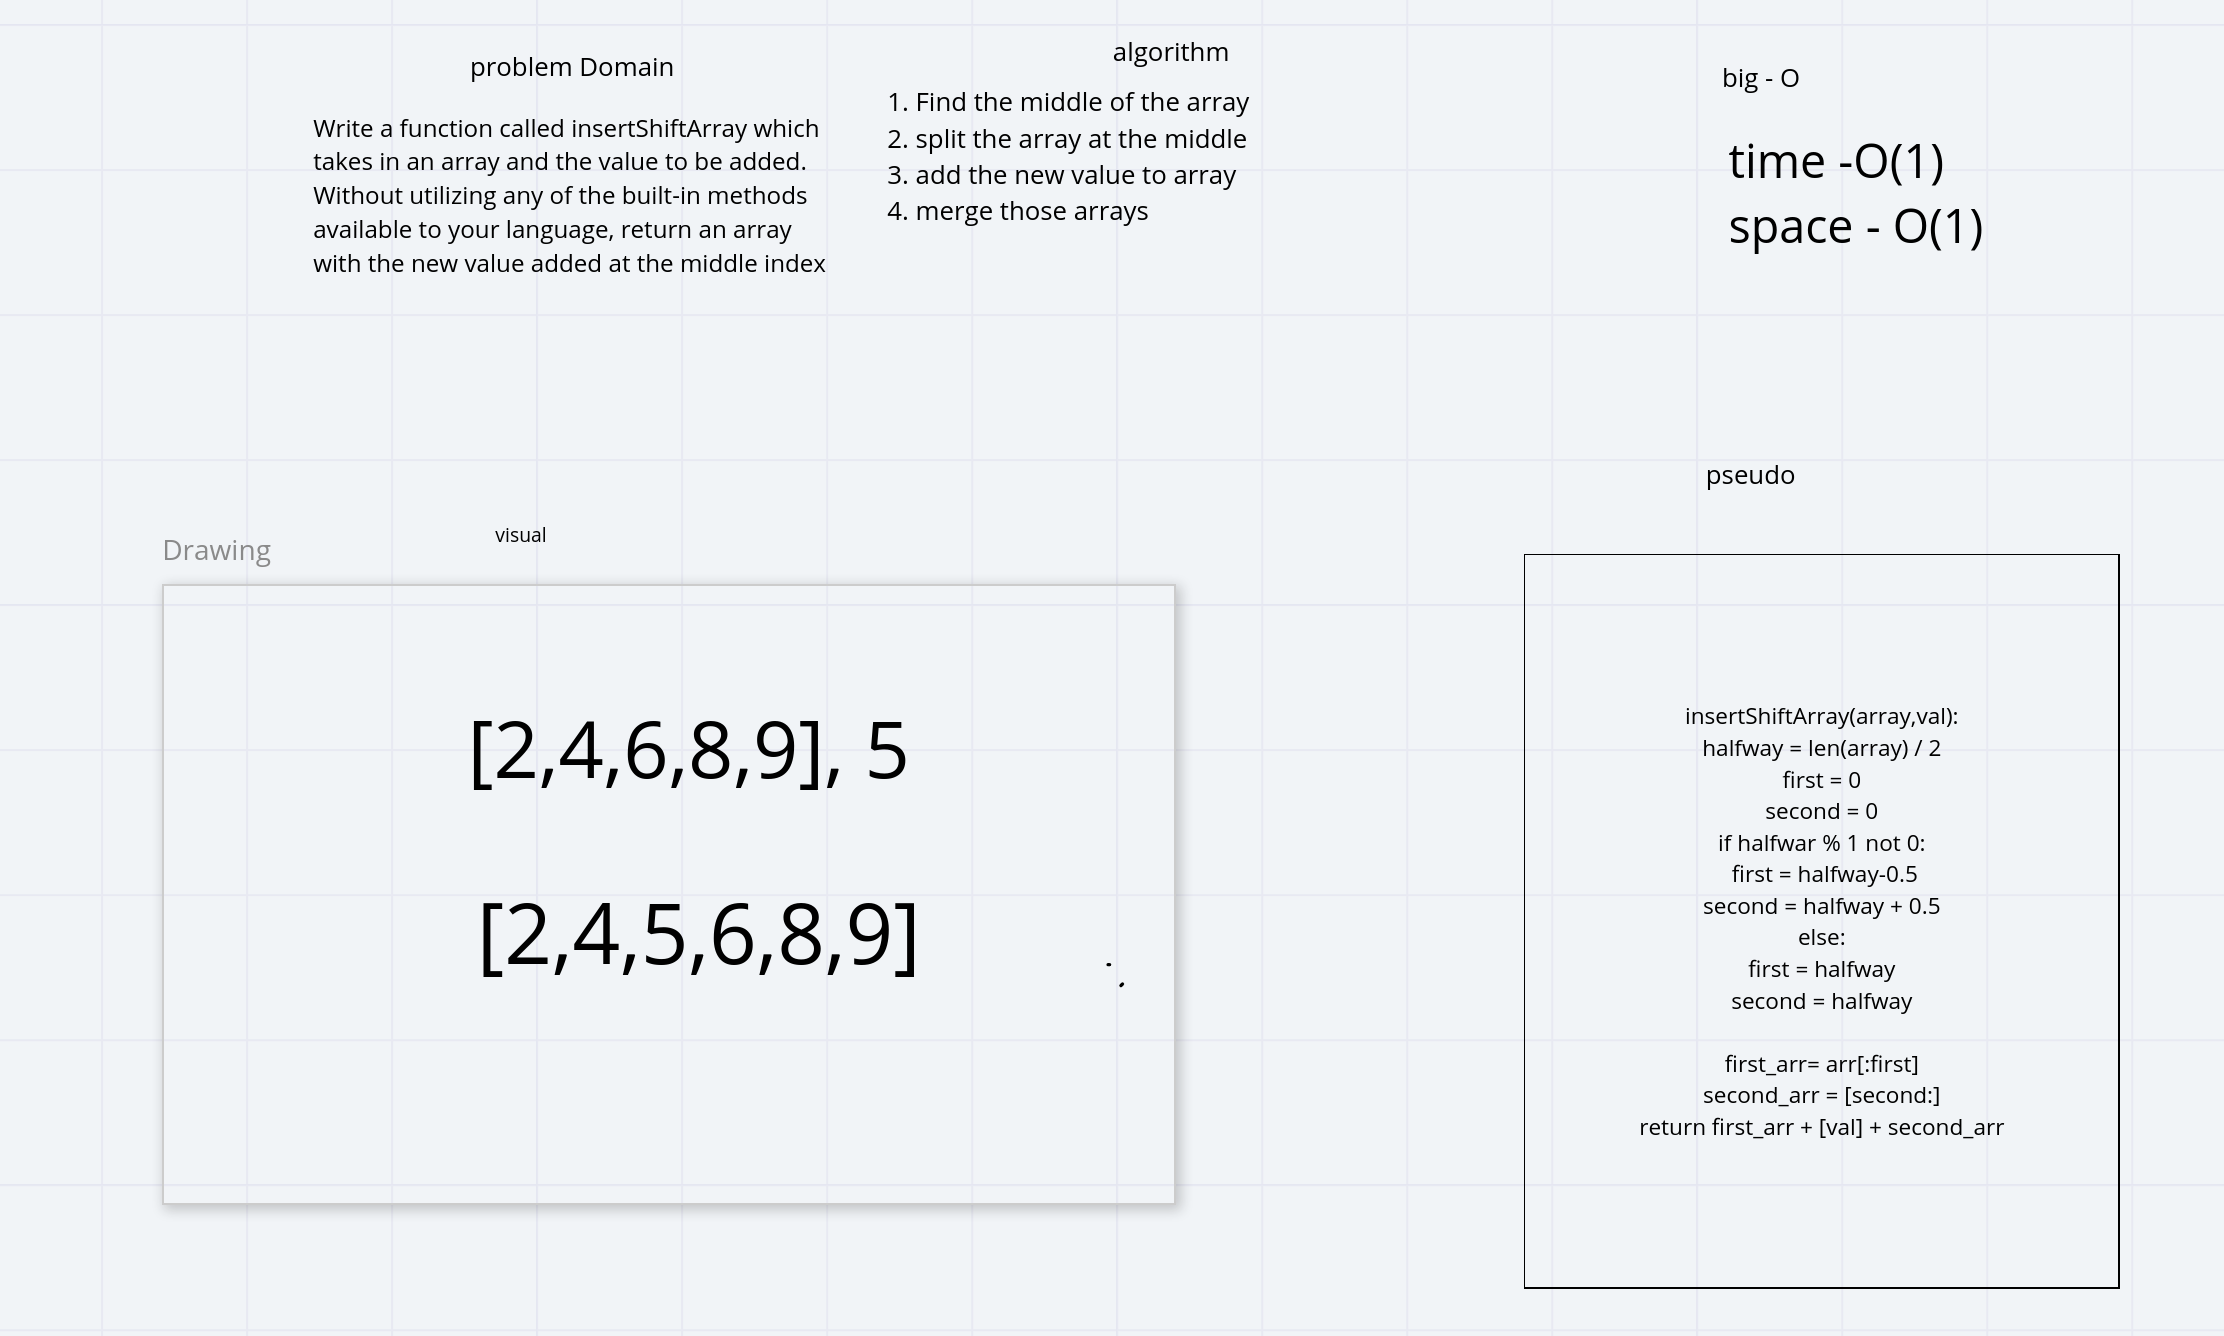 problem Domain
Write a function called insertShiftArray which
takes in an array and the value to be added.
Without utilizing any of the built-in methods
available to your language, return an array
with the new value added at the middle index
algorithm
1. Find the middle of the array
2. split the array at the middle
3. add the new value to array
4. merge those arrays
big - O
time -O(1)
space - O(1)
Drawing
visual
[2,4,6,8,9], 5
[2,4,5,6,8,9]
pseudo
insertShiftArray(array,val):
halfway = len(array) / 2
first = 0
second = 0
if halfwar % 1 not 0:
first = halfway-0.5
second = halfway + 0.5
else:
first = halfway
second = halfway
first_arr= arr[:first]
second_arr = [second:]
return first_arr + [val] + second_arr